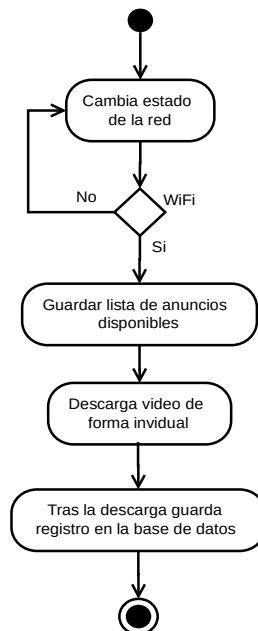 Cambia estado
de la red
No
WiFi
Si
Guardar lista de anuncios
disponibles
Descarga video de
forma invidual
Tras la descarga guarda
registro en la base de datos